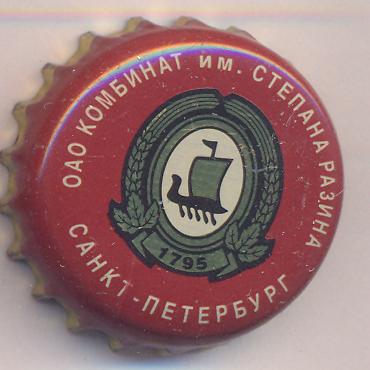 ОАО КОМБИНАТ им. СТЕПАНА РАЗИНА
1795
САНКТ-ПЕТЕРБУРГ